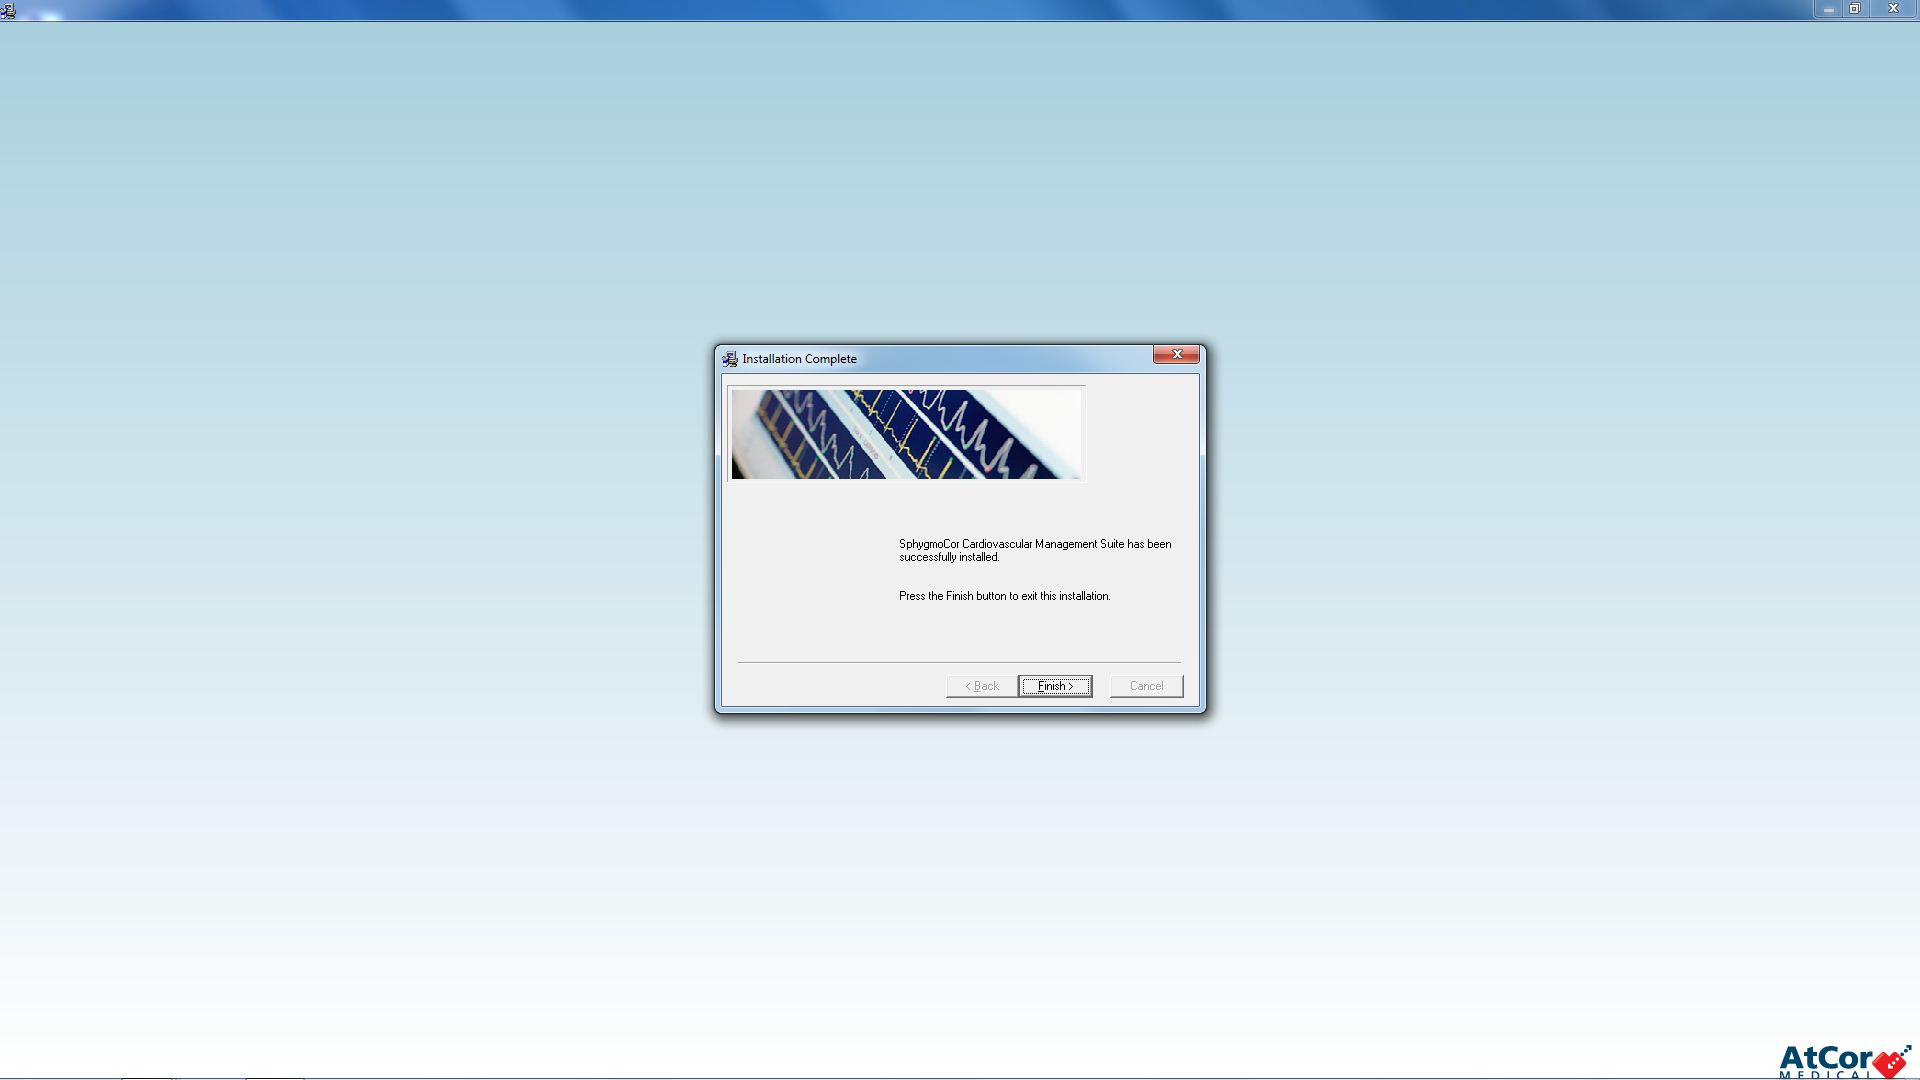 Installation Complete
SphygmoCor Cardiovascular Management Suite has been
successfully installed.
Press the Finish button to exit this installation.
< Back
Finish >
Cancel
AtCor
MEDICAL